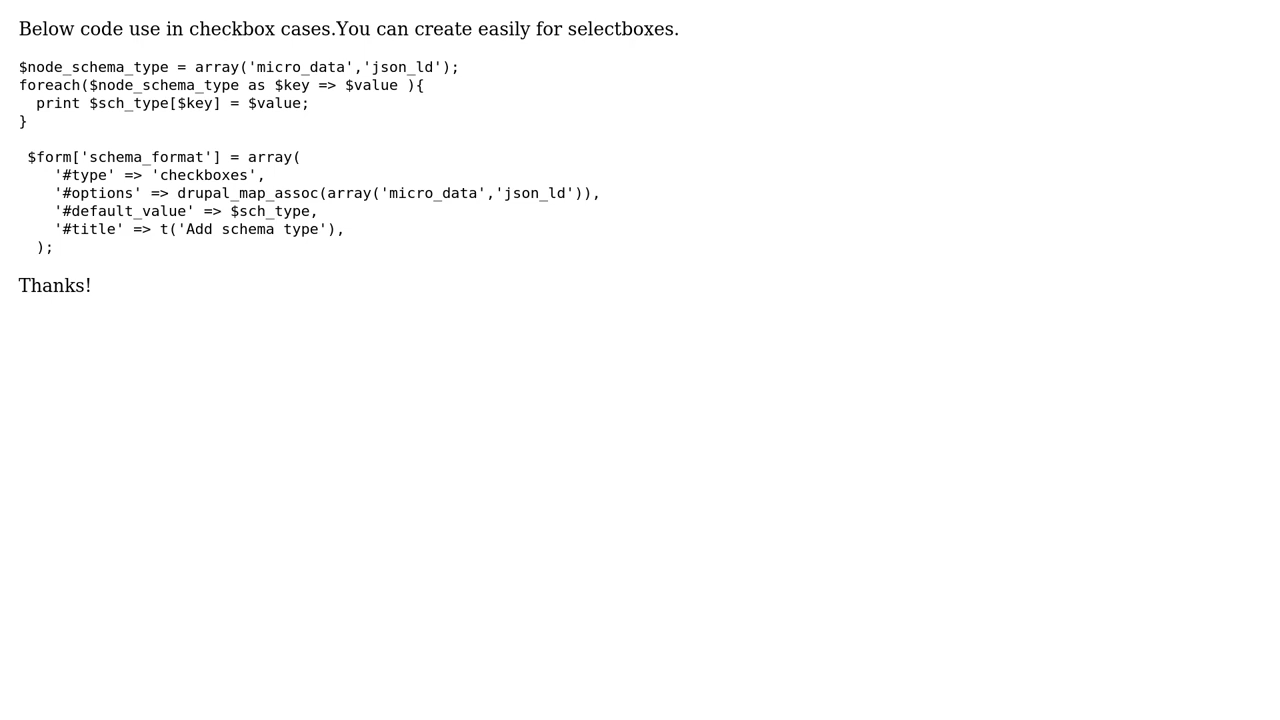 Below code use in checkbox cases.You can create easily for selectboxes.
$node_schema_type = array('micro_data','json_ld');
foreach($node_schema_type as $key => $value ){
  print $sch_type[$key] = $value;
}
 $form['schema_format'] = array(
    '#type' => 'checkboxes',
    '#options' => drupal_map_assoc(array('micro_data','json_ld')),
    '#default_value' => $sch_type,
    '#title' => t('Add schema type'),
  );
Thanks!